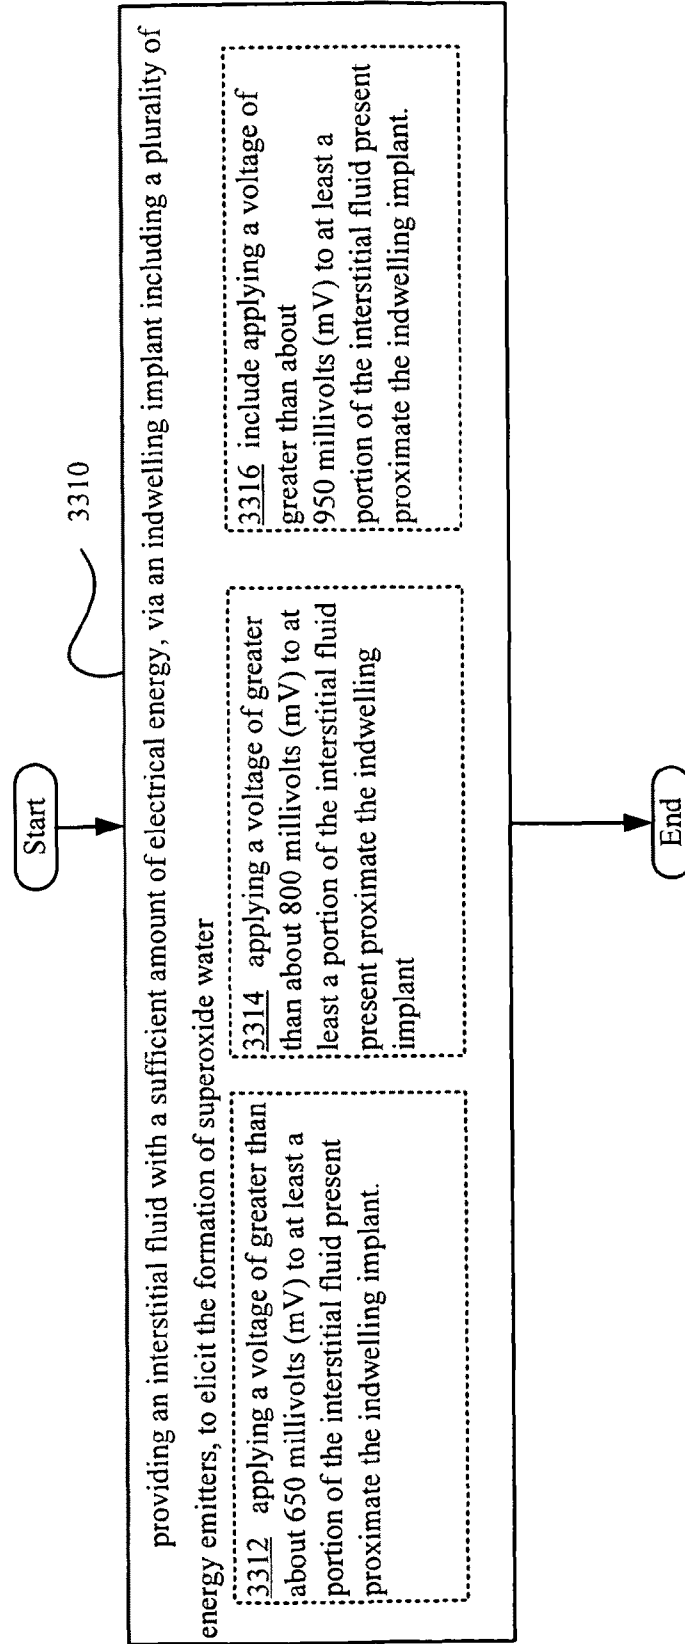 Start
3310
providing an interstitial fluid with a sufficient amount of electrical energy, via an indwelling implant including a plurality of
energy emitters, to elicit the formation of superoxide water
3312 applying a voltage of greater than
about 650 millivolts (mV) to at least a
portion of the interstitial fluid present
proximate the indwelling implant.
3314 applying a voltage of greater
than about 800 millivolts (mV) to at
least a portion of the interstitial fluid
present proximate the indwelling
implant
3316 include applying a voltage of
greater than about
950 millivolts (mV) to at least a
portion of the interstitial fluid present
proximate the indwelling implant.
End